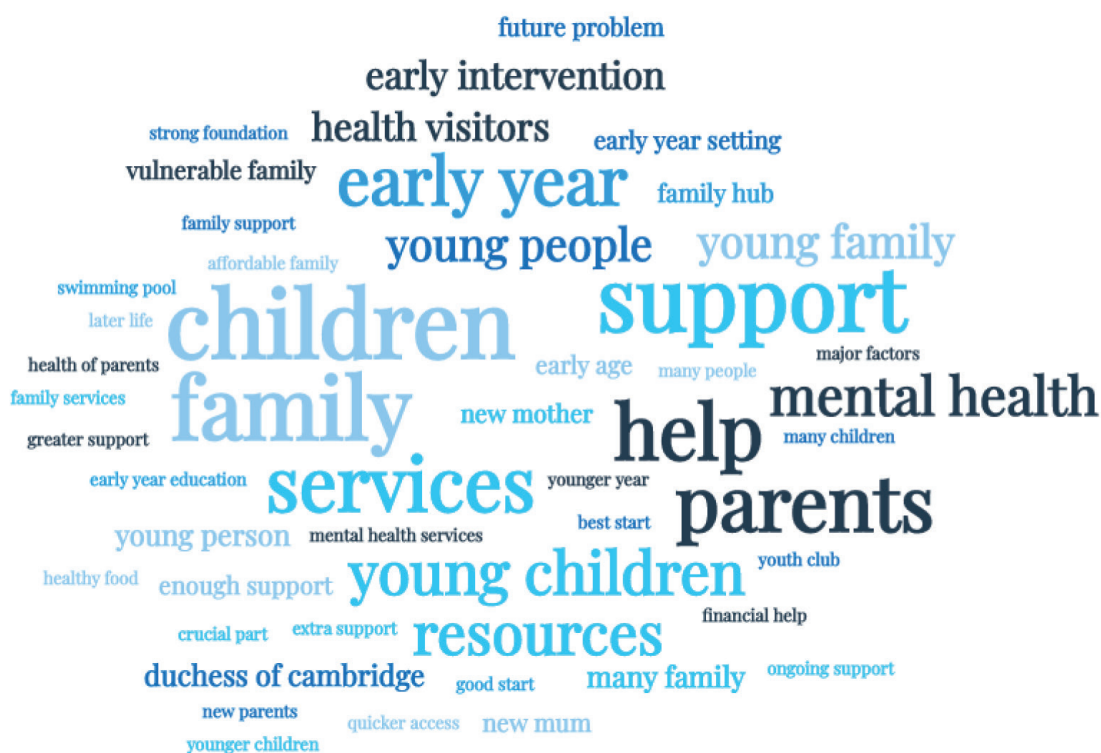 future problem
early intervention
strong foundation
health visitors
early year setting
vulnerable family
early year
family hub
family support
young people
young family
affordable family
swimming pool
children
support
later life
health of parents
early age
many people
major factors
family services
family
new mother
help
mental health
greater support
many children
early year education
services
younger year
parents
young person
mental health services
best start
youth club
healthy food
enough support
young children
financial help
crucial part
extra support
resources
duchess of cambridge
good start
many family
ongoing support
new parents
quicker access
new mum
younger children